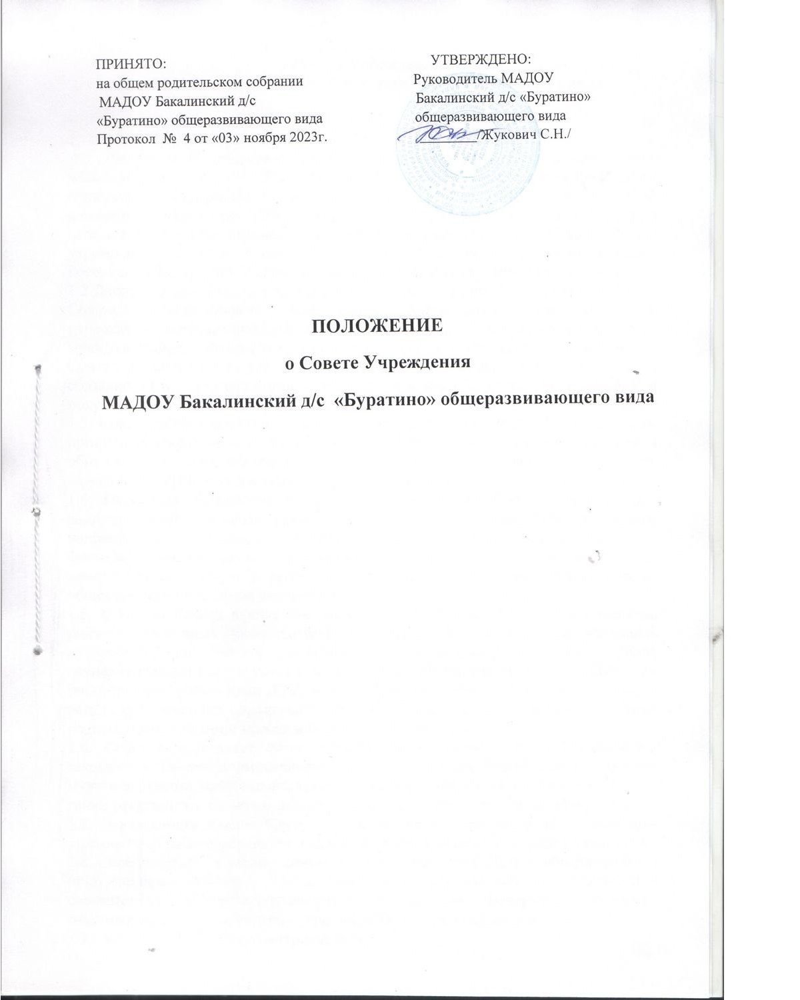 ПРИНЯТО:
на общем родительском собрании
МАДОУ Бакалинский д/с
«Буратино» общеразвивающего вида
Протокол № 4 от «03» ноября 2023г.
УТВЕРЖДЕНО:
Руководитель МАДОУ
Бакалинский д/с «Буратино»
общеразвивающего вида
________/Жукович С.Н./
ПОЛОЖЕНИЕ
о Совете Учреждения
МАДОУ Бакалинский д/с «Буратино» общеразвивающего вида